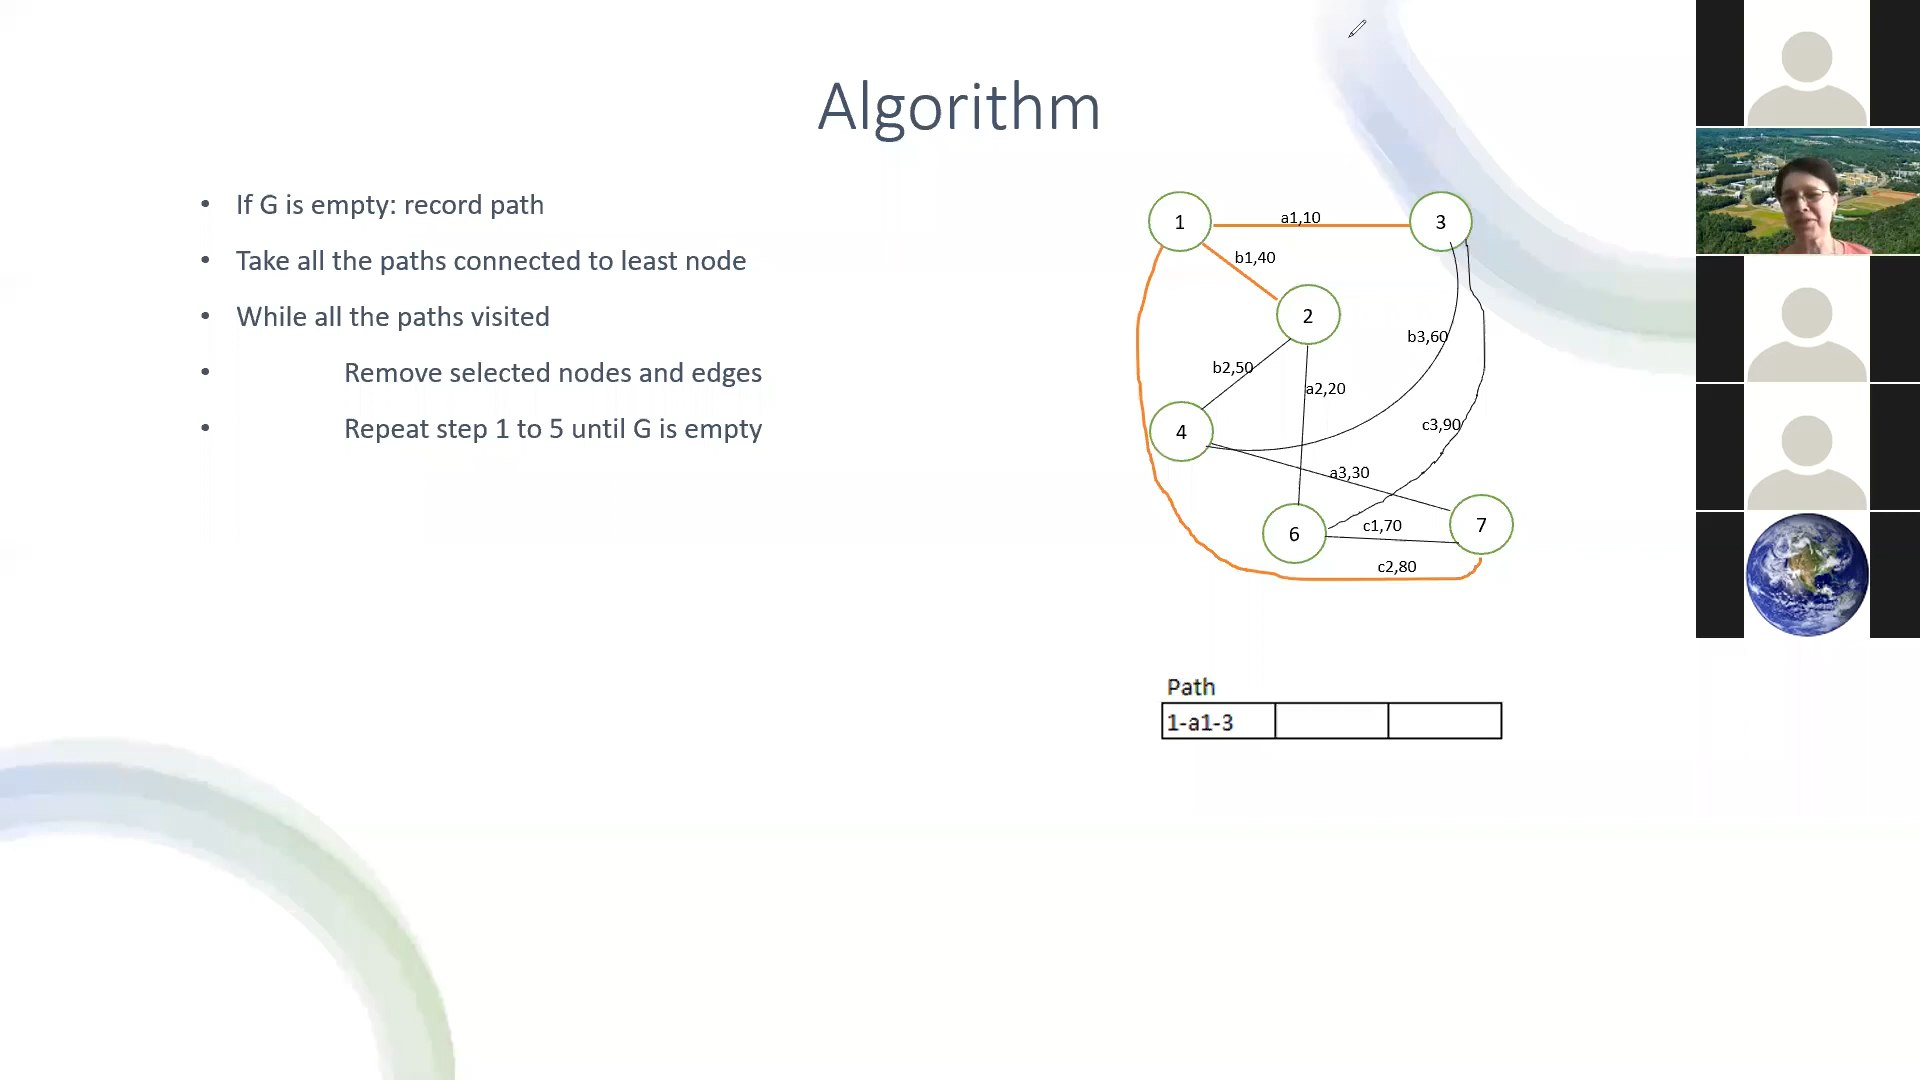 Algorithm
• If G is empty: record path
• Take all the paths connected to least node
• While all the paths visited
• Remove selected nodes and edges
• Repeat step 1 to 5 until G is empty
1
a1,10
3
b1,40
2
b3,60
b2,50
a2,20
4
c3,90
a3,30
6
c1,70
7
c2,80
Path
1-a1-3